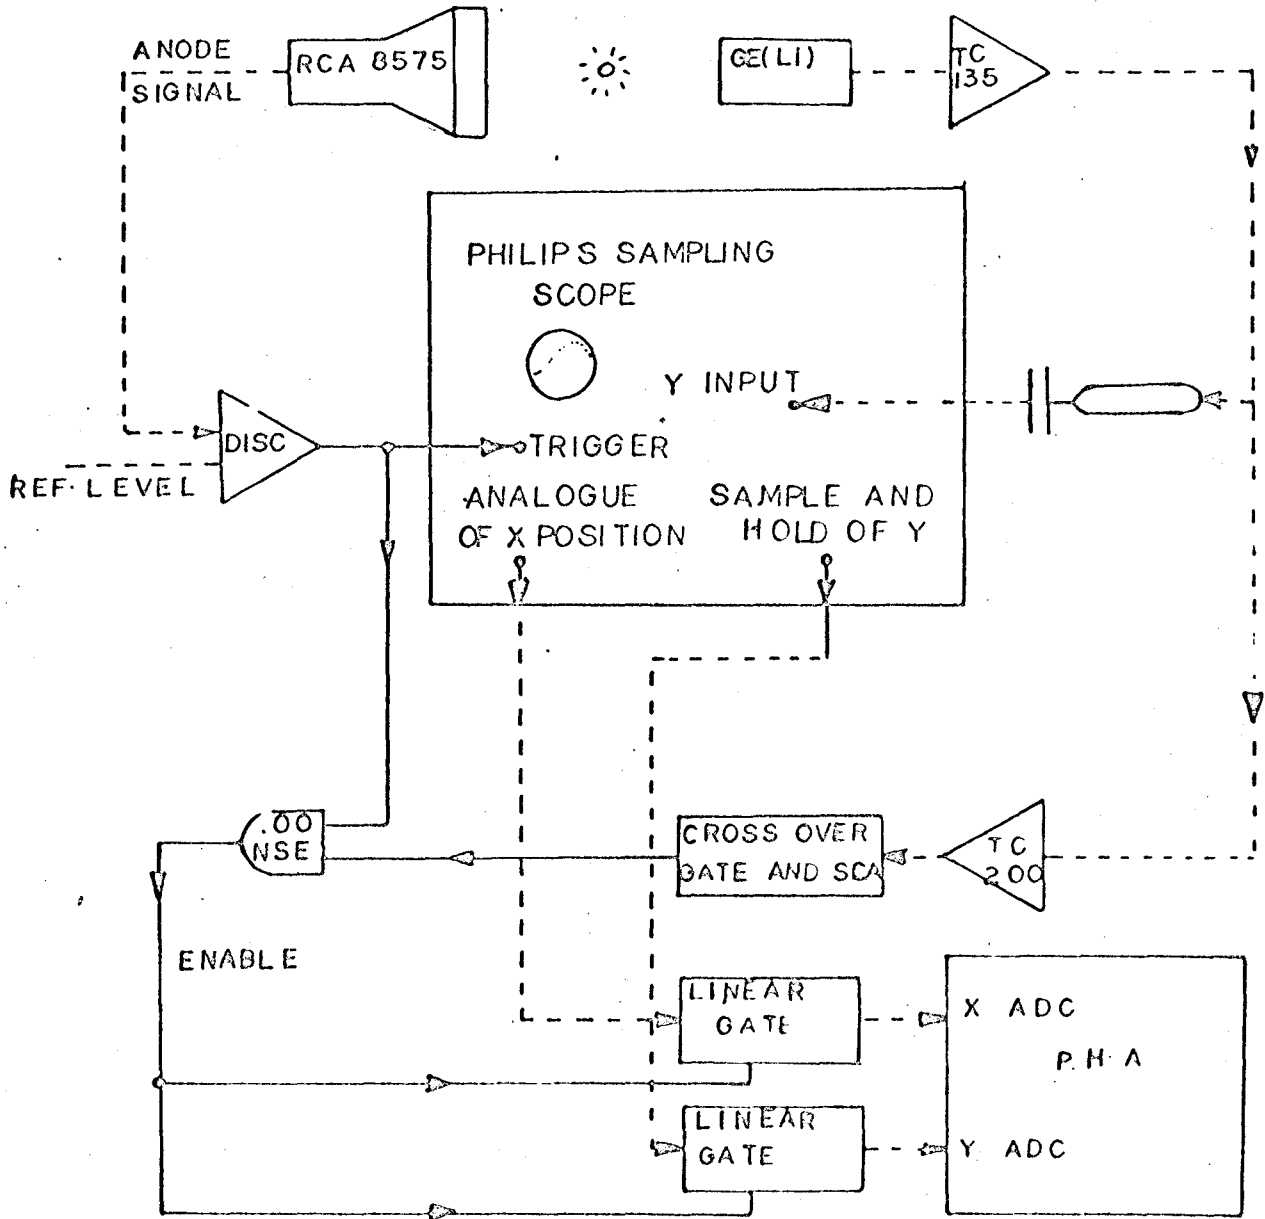 ANODE
SIGNAL
RCA 8575
GE(LI)
TC
135
PHILIPS SAMPLING
SCOPE
Y INPUT
DISC
TRIGGER
REF. LEVEL
ANALOGUE
OF X POSITION
SAMPLE AND
HOLD OF Y
.00
NSE
CROSS OVER
GATE AND SCA
TC
200
ENABLE
LINEAR
GATE
X ADC
P.H.A
LINEAR
GATE
Y ADC